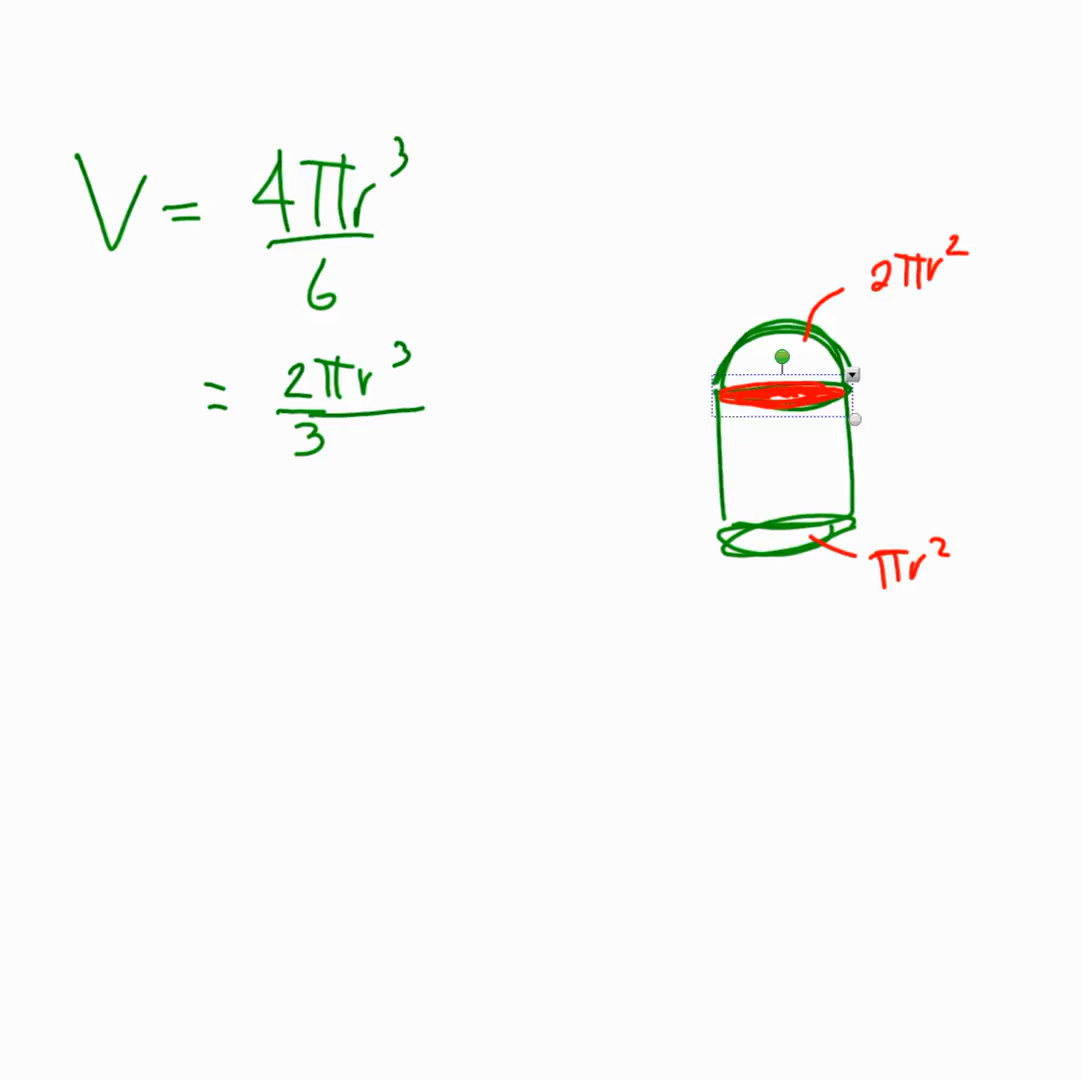 V = 4πr³/6
= 2πr³/3
2πr²
πr²